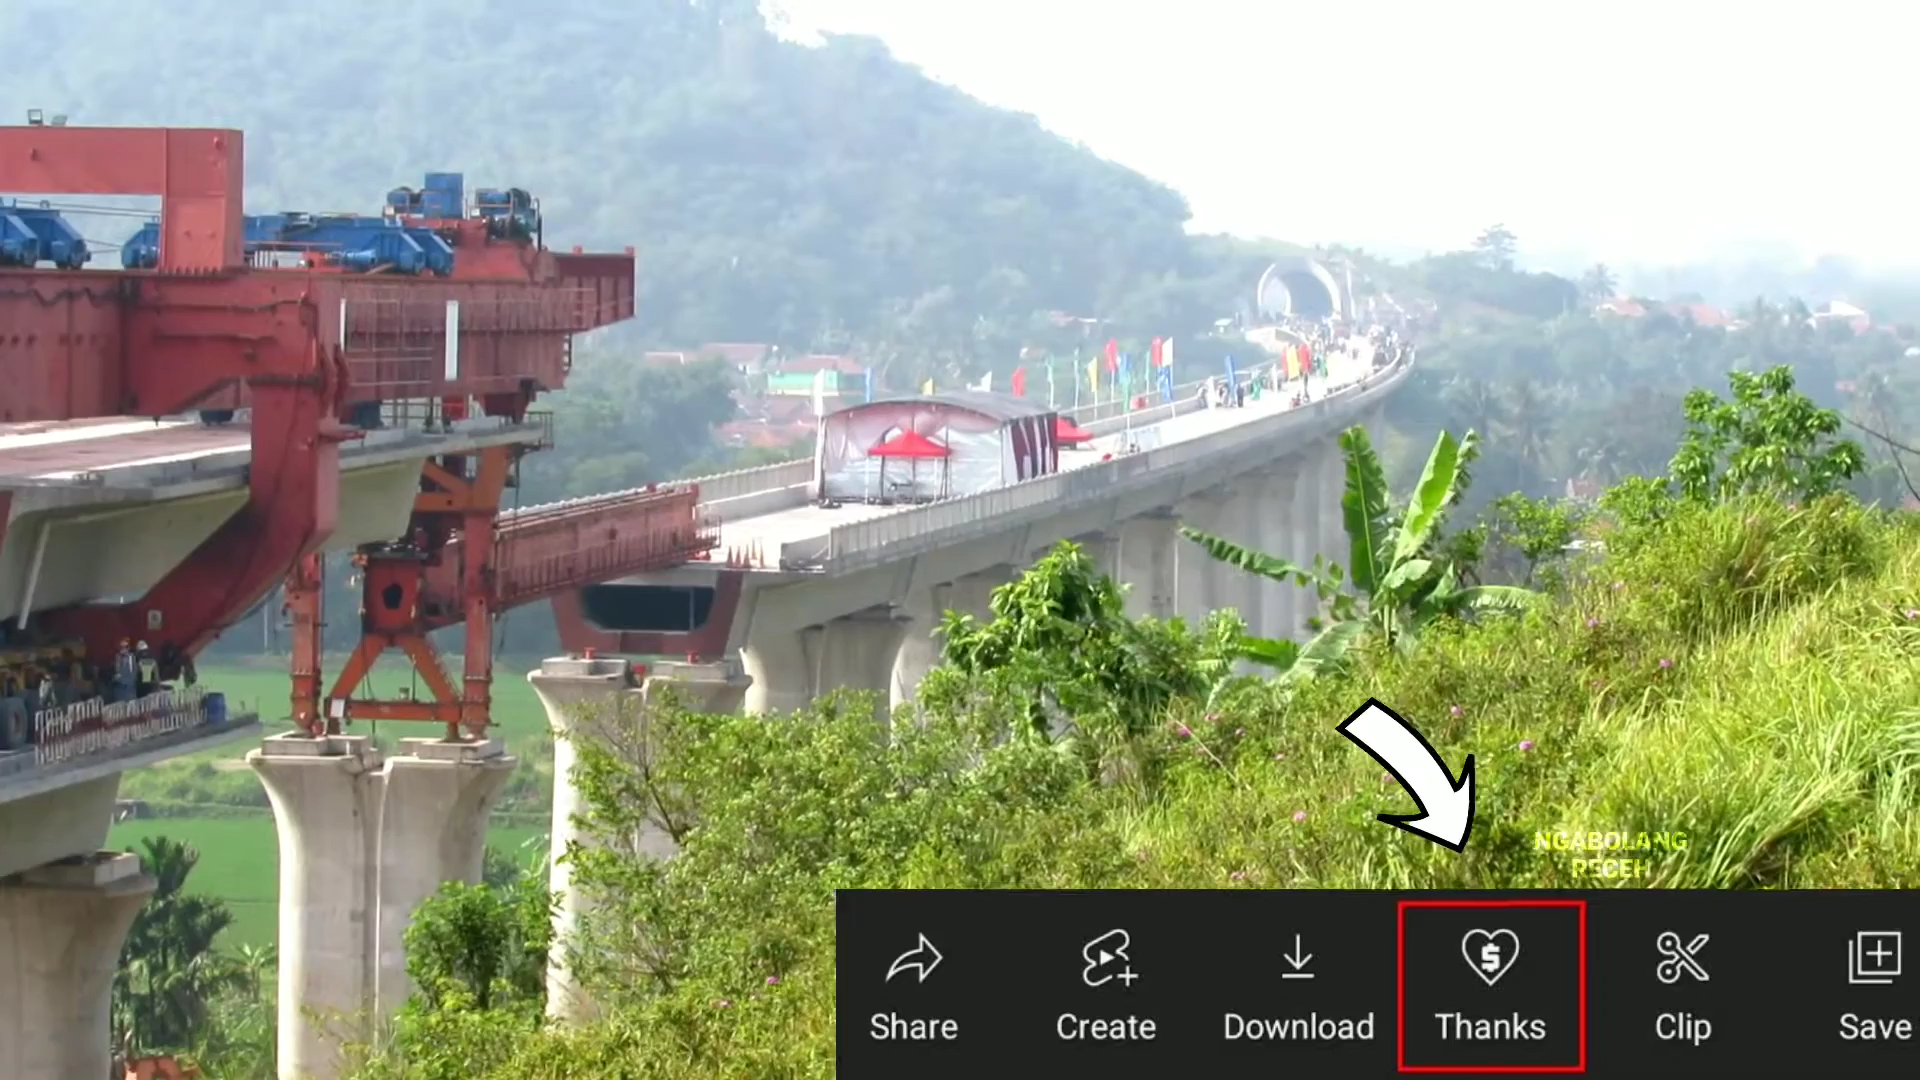 NGABOLANG
RECEH
Share
Create
Download
Thanks
Clip
Save